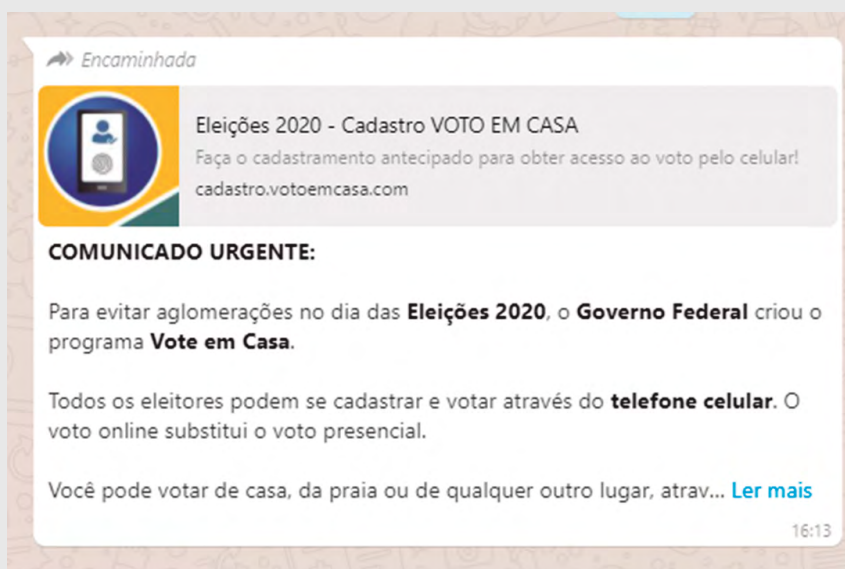 Encaminhada
Eleições 2020 - Cadastro VOTO EM CASA
Faça o cadastramento antecipado para obter acesso ao voto pelo celular!
cadastro.votoemcasa.com
COMUNICADO URGENTE:
Para evitar aglomerações no dia das Eleições 2020, o Governo Federal criou o
programa Vote em Casa.
Todos os eleitores podem se cadastrar e votar através do telefone celular. O
voto online substitui o voto presencial.
Você pode votar de casa, da praia ou de qualquer outro lugar, atrav... Ler mais
16:13